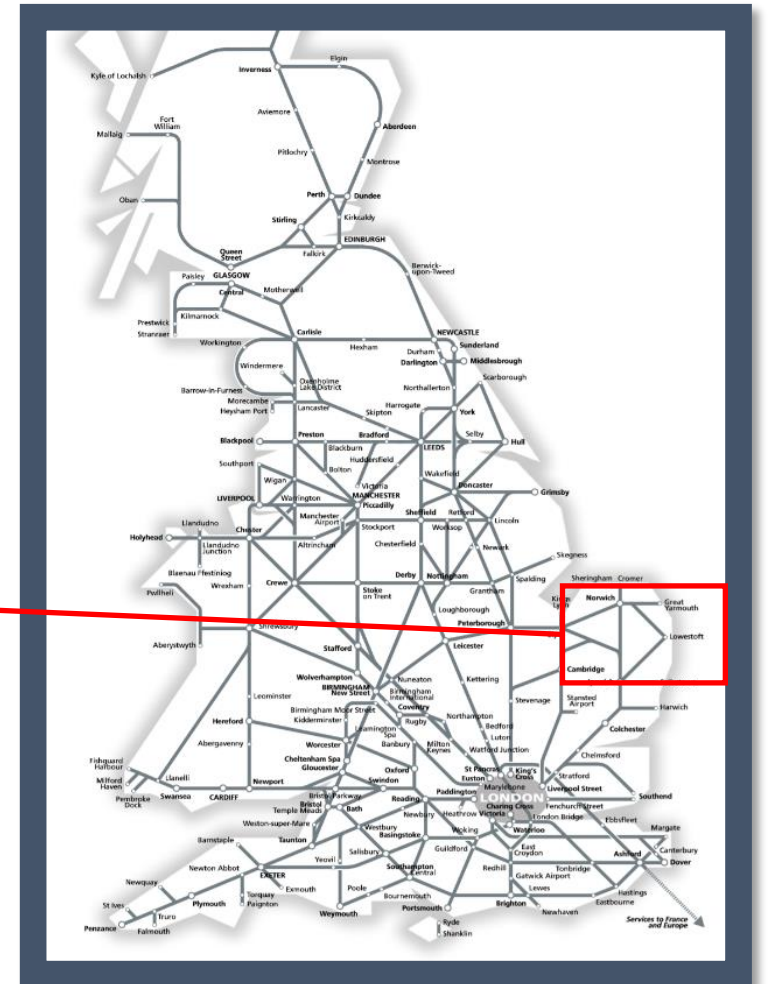 Elgin
Kyle of Lochalsh
Inverness
Aviemore
Fort
William
Mallaig
Aberdeen
Pitlochry
Montrose
Oban
Perth
Dundee
Stirling
Kirkcaldy
Queen
Street
Falkirk
EDINBURGH
Berwick-
upon-Tweed
Paisley
GLASGOW
Central
Motherwell
Prestwick
Kilmarnock
Stranraer
Carlisle
NEWCASTLE
Workington
Hexham
Durham
Sunderland
Darlington
Middlesbrough
Windermere
Scarborough
Oxenholme
Lake District
Barrow-in-Furness
Northallerton
Morecambe
Heysham Port
Lancaster
Harrogate
Skipton
York
Preston
Bradford
Selby
Blackpool
Blackburn
LEEDS
Hull
Southport
Bolton
Huddersfield
Wakefield
Wigan
Victoria
Doncaster
LIVERPOOL
Warrington
MANCHESTER
Piccadilly
Grimsby
Manchester
Airport
Sheffield
Retford
Llandudno
Chester
Stockport
Worksop
Lincoln
Holyhead
Llandudno
Junction
Altrincham
Chesterfield
Newark
Blaenau Ffestiniog
Skegness
Pwllheli
Wrexham
Crewe
Stoke
on Trent
Derby
Nottingham
Grantham
Spalding
Sheringham
Cromer
Norwich
Great
Yarmouth
Loughborough
Peterborough
Lowestoft
Aberystwyth
Shrewsbury
Stafford
Leicester
Cambridge
Wolverhampton
BIRMINGHAM
New Street
Nuneaton
Birmingham
International
Kettering
Leominster
Coventry
Stevenage
Stansted
Airport
Harwich
Birmingham Moor Street
Kidderminster
Rugby
Northampton
Hereford
Leamington
Spa
Bedford
Colchester
Abergavenny
Worcester
Banbury
Milton
Keynes
Luton
Watford Junction
Chelmsford
Fishguard
Harbour
Cheltenham Spa
Gloucester
Oxford
St Pancras
Euston
King's
Cross
Stratford
Milford
Haven
Llanelli
Newport
Swindon
Marylebone
Liverpool Street
Pembroke
Dock
Swansea
CARDIFF
Bristol Parkway
Paddington
LONDON
Southend
Bristol
Temple Meads
Bath
Reading
Charing Cross
Fenchurch Street
Weston-super-Mare
Newbury
Heathrow
Victoria
London Bridge
Ebbsfleet
Westbury
Basingstoke
Woking
Waterloo
Margate
Barnstaple
Taunton
Salisbury
Guildford
East
Croydon
Canterbury
Yeovil
Ashford
Dover
Newton Abbot
Southampton
Central
Redhill
Gatwick Airport
Tonbridge
EXETER
Newquay
Exmouth
Poole
Lewes
Hastings
St Ives
Plymouth
Torquay
Paignton
Bournemouth
Portsmouth
Brighton
Eastbourne
Truro
Weymouth
Newhaven
Penzance
Falmouth
Ryde
Shanklin
Services to France
and Europe